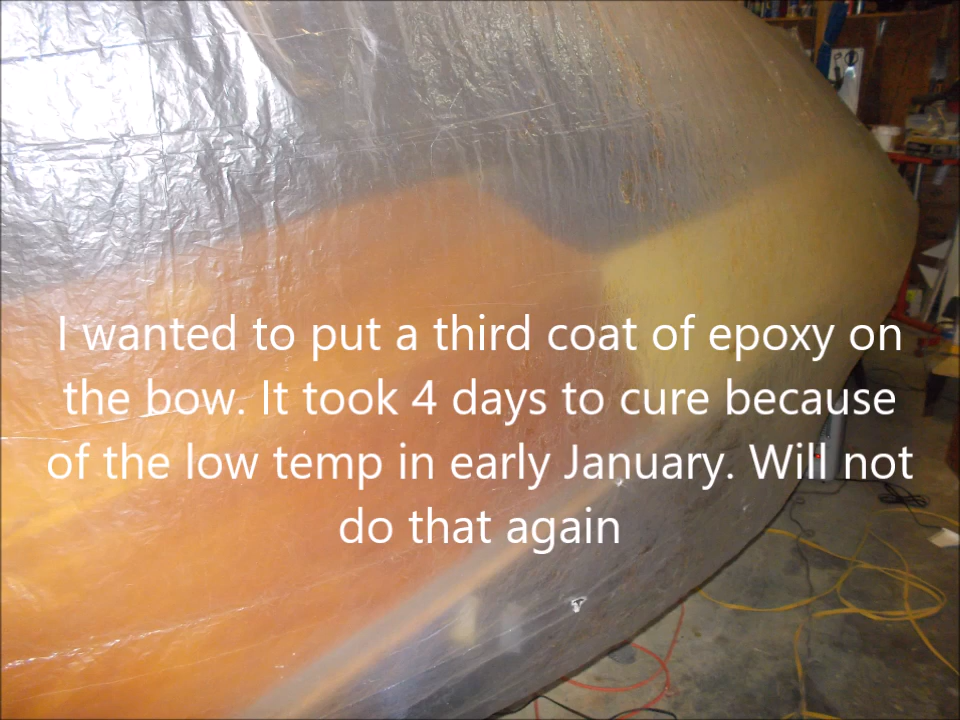 I wanted to put a third coat of epoxy on
the bow. It took 4 days to cure because
of the low temp in early January. Will not
do that again